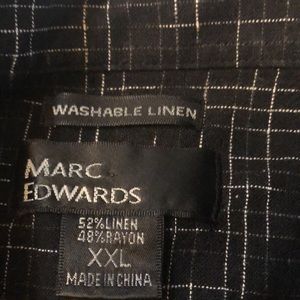 WASHABLE LINEN
MARC
EDWARDS
52%LINEN
48%RAYON
XXL
MADE IN CHINA